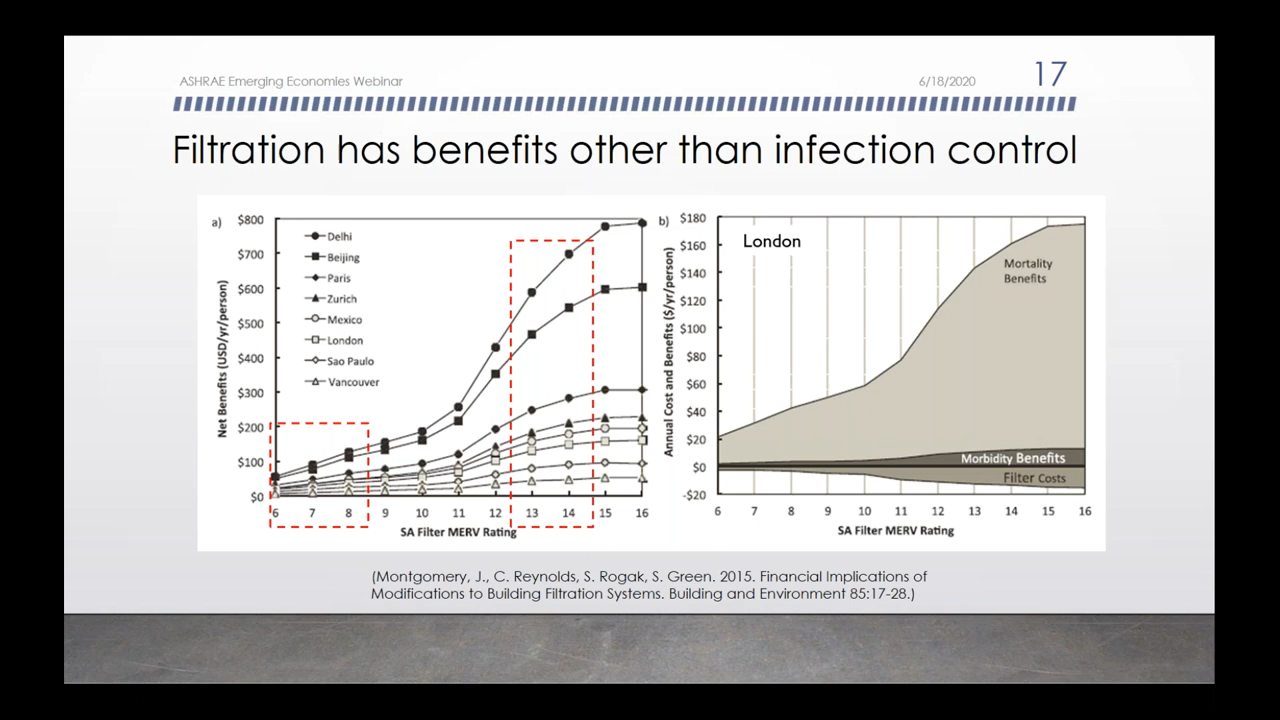 ASHRAE Emerging Economies Webinar
6/18/2020
17
Filtration has benefits other than infection control
a)
$800
$700
$600
$500
$400
$300
$200
$100
$0
Net Benefits (USD/yr/person)
Delhi
Beijing
Paris
Zurich
Mexico
London
Sao Paulo
Vancouver
6 7 8 9 10 11 12 13 14 15 16
SA Filter MERV Rating
b)
$180
$160
$140
$120
$100
$80
$60
$40
$20
$0
-$20
Annual Cost and Benefits ($/yr/person)
London
Mortality
Benefits
Morbidity Benefits
Filter Costs
6 7 8 9 10 11 12 13 14 15 16
SA Filter MERV Rating
(Montgomery, J., C. Reynolds, S. Rogak, S. Green. 2015. Financial Implications of
Modifications to Building Filtration Systems. Building and Environment 85:17-28.)